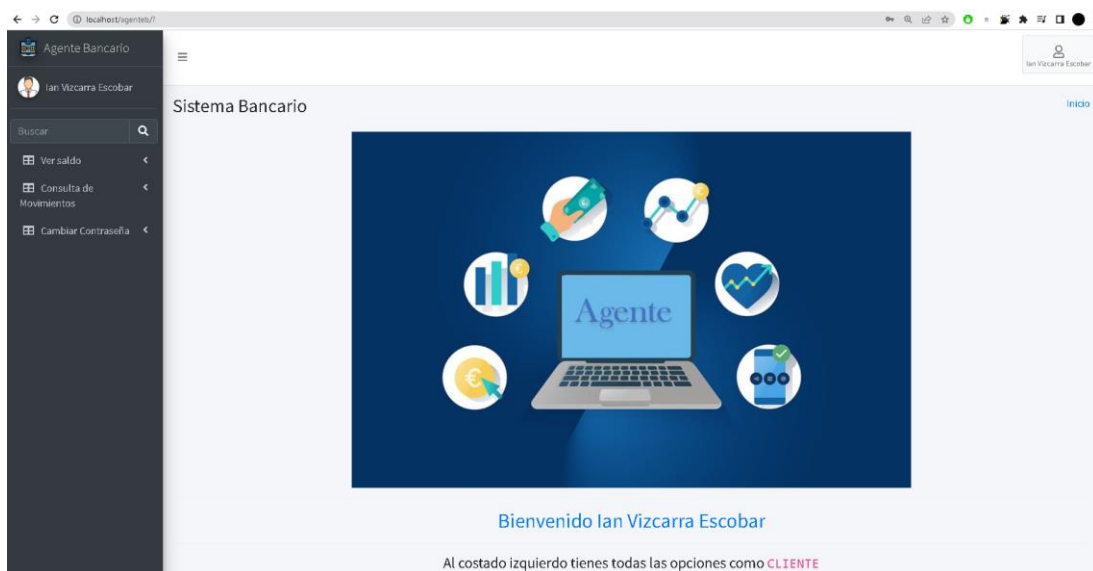 localhost/agenteb/?
Agente Bancario
Ian Vizcarra Escobar
Ian Vizcarra Escobar
Sistema Bancario
Inicio
Buscar
Ver saldo
Consulta de
Movimientos
Cambiar Contraseña
Agente
Bienvenido Ian Vizcarra Escobar
Al costado izquierdo tienes todas las opciones como CLIENTE